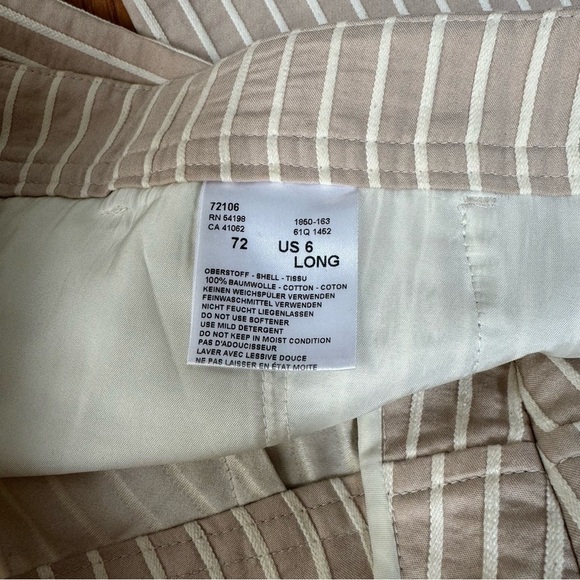 72106
RN 54198 1950-163
CA 41062 61Q 1452
72 US 6
LONG
OBERSTOFF - SHELL - TISSU
100% BAUMWOLLE - COTTON - COTON
KEINEN WEICHSPÜLER VERWENDEN
FEINWASCHMITTEL VERWENDEN
NICHT FEUCHT LIEGENLASSEN
DO NOT USE SOFTENER
USE MILD DETERGENT
DO NOT KEEP IN MOIST CONDITION
PAS D'ADOUCISSEUR
LAVER AVEC LESSIVE DOUCE
NE PAS LAISSER EN ÉTAT MOITE